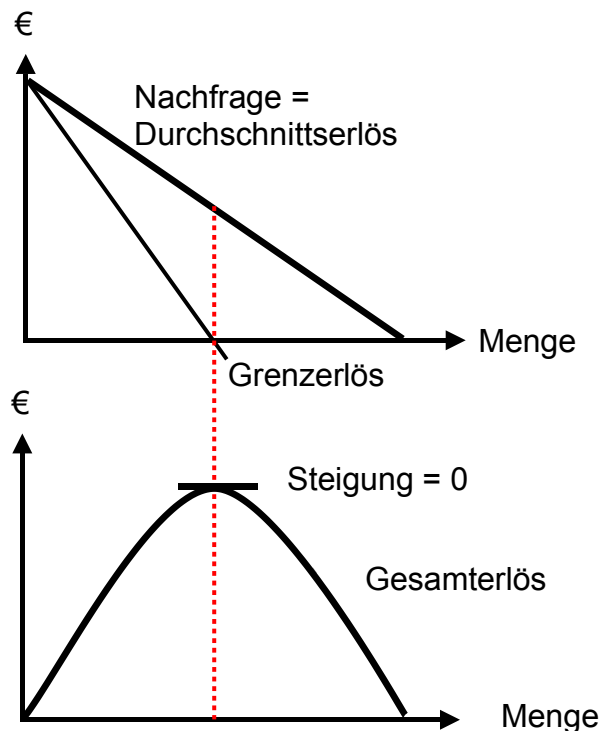 €
Nachfrage =
Durchschnittserlös
Menge
Grenzerlös
€
Steigung = 0
Gesamterlös
Menge